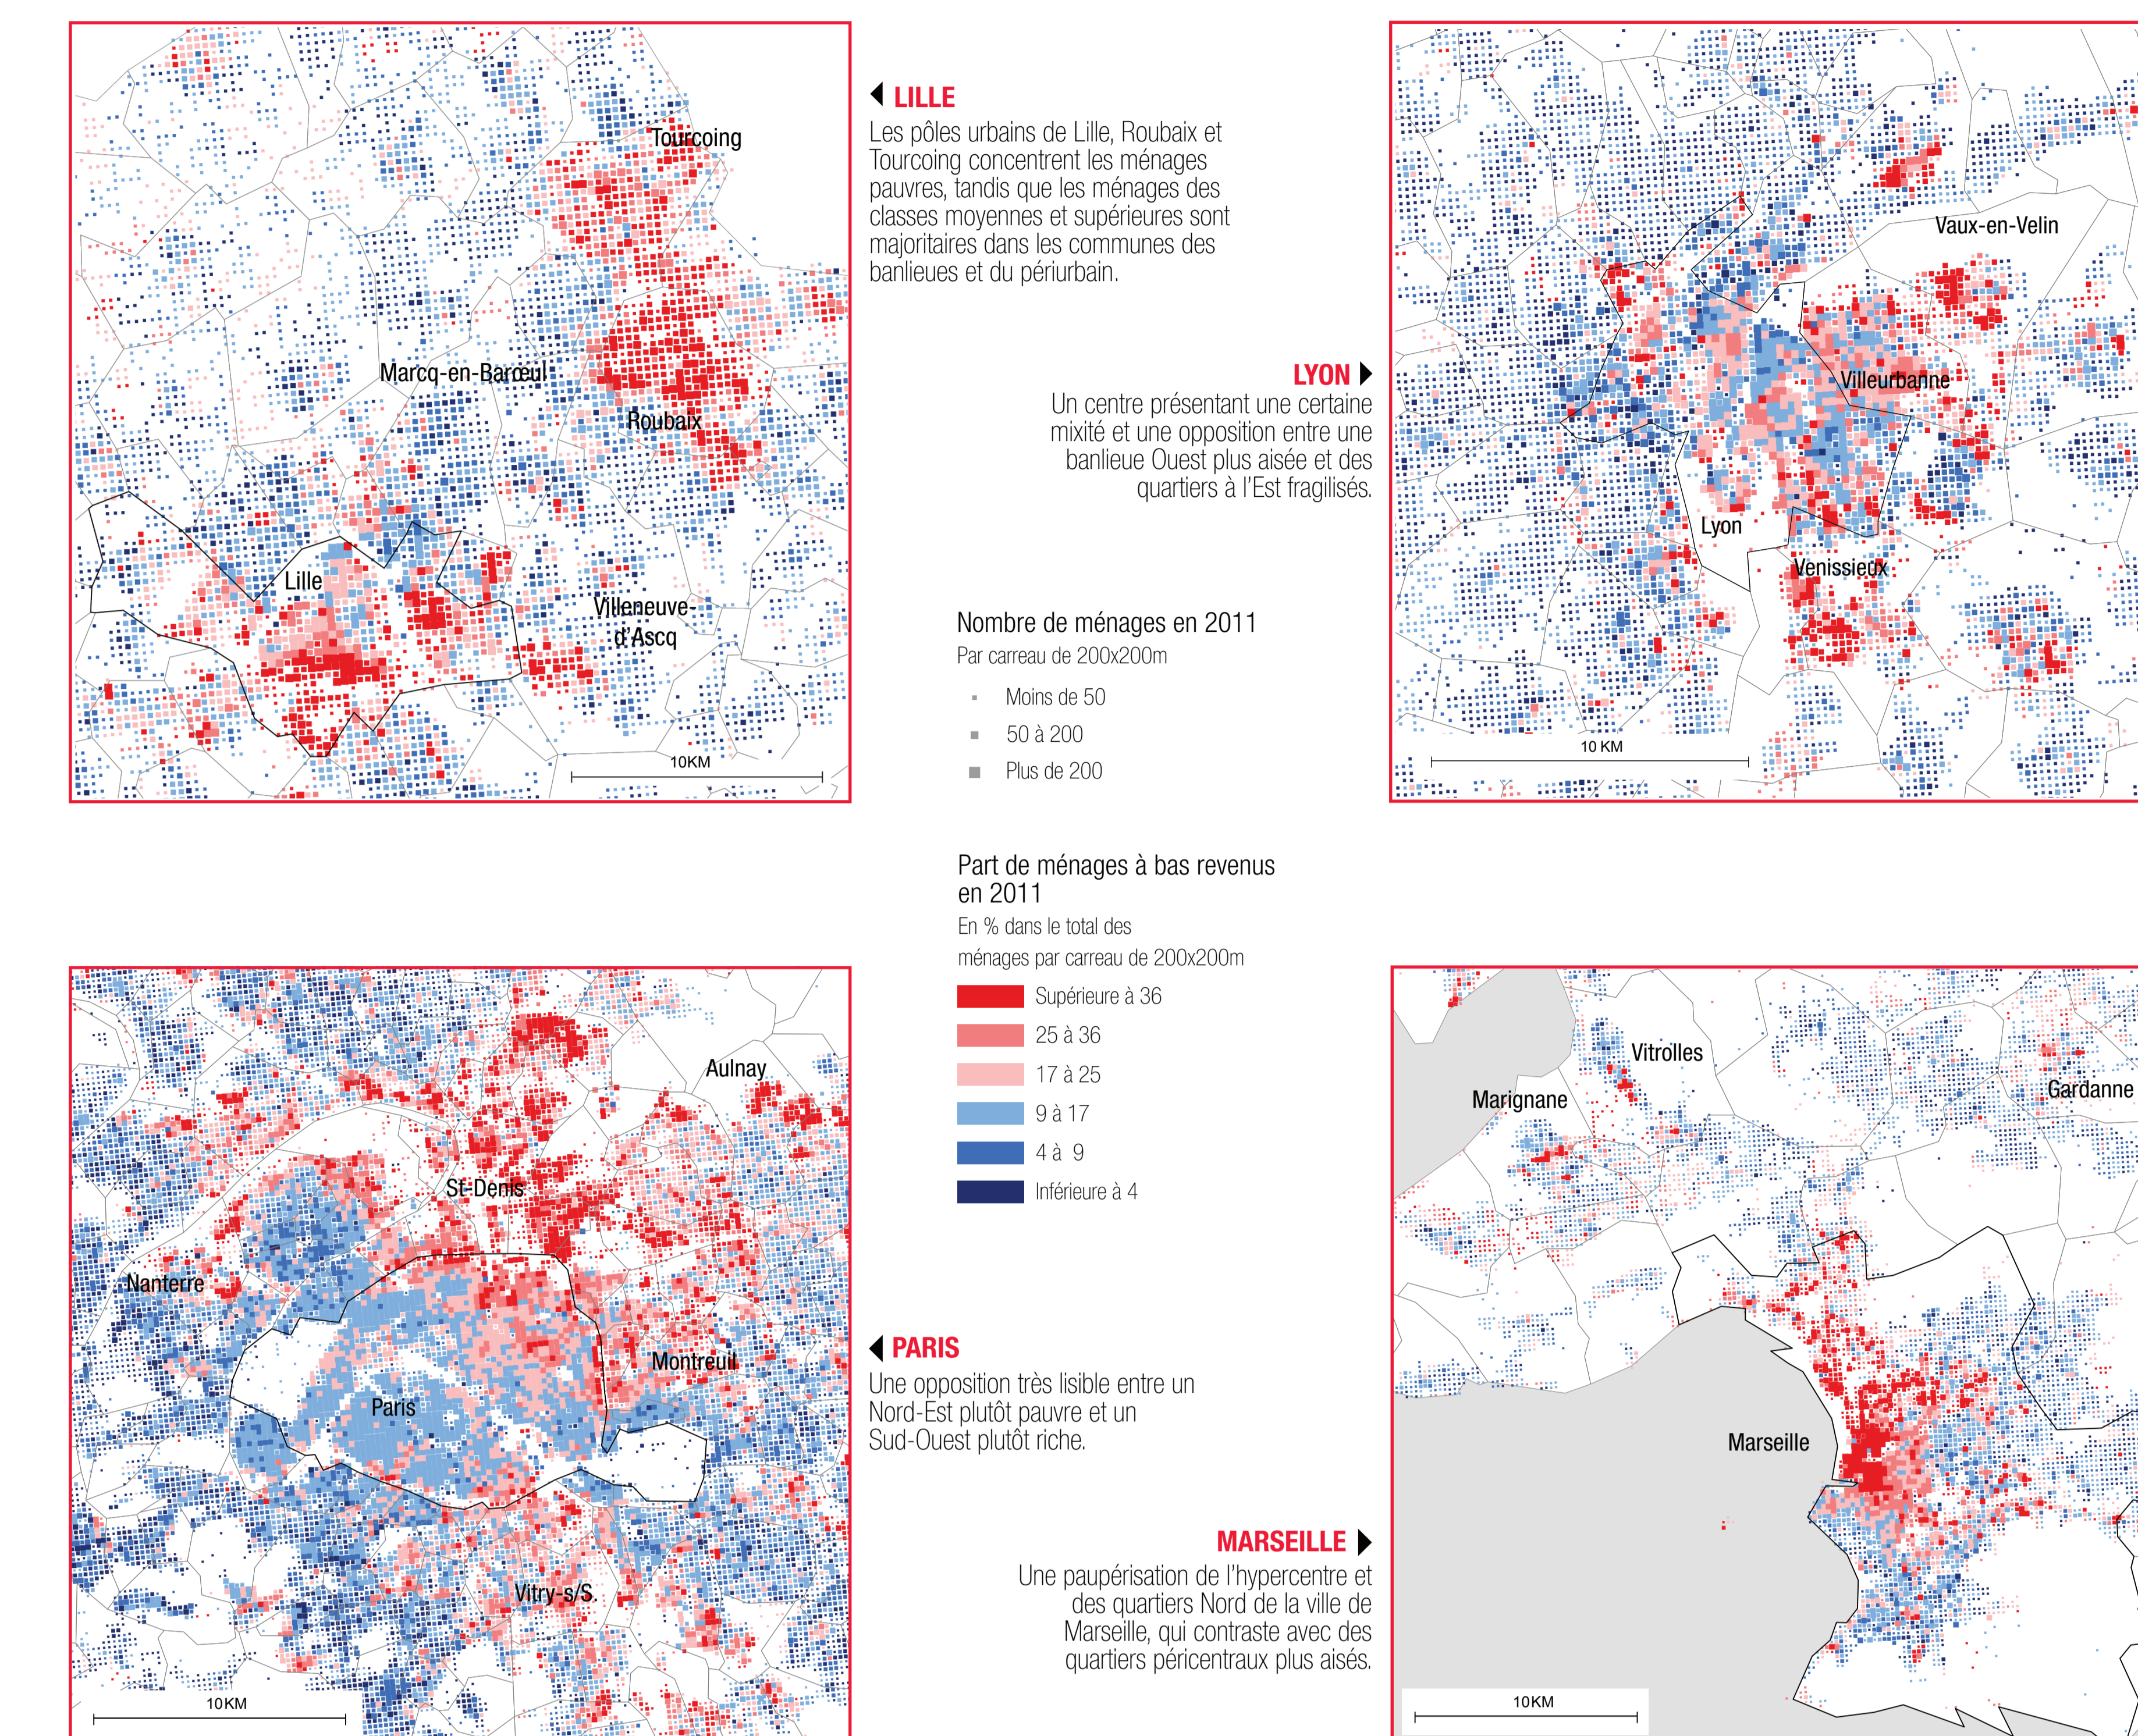 Tourcoing
Marcq-en-Barœul
Roubaix
Lille
Villeneuve-
d'Ascq
10KM
LILLE
Les pôles urbains de Lille, Roubaix et
Tourcoing concentrent les ménages
pauvres, tandis que les ménages des
classes moyennes et supérieures sont
majoritaires dans les communes des
banlieues et du périurbain.
LYON
Un centre présentant une certaine
mixité et une opposition entre une
banlieue Ouest plus aisée et des
quartiers à l'Est fragilisés.
Vaux-en-Velin
Villeurbanne
Lyon
Venissieux
10 KM
Nombre de ménages en 2011
Par carreau de 200x200m
Moins de 50
50 à 200
Plus de 200
Part de ménages à bas revenus
en 2011
En % dans le total des
ménages par carreau de 200x200m
Supérieure à 36
25 à 36
17 à 25
9 à 17
4 à 9
Inférieure à 4
Aulnay
St-Denis
Nanterre
Montreuil
Paris
Vitry-s/S.
10KM
PARIS
Une opposition très lisible entre un
Nord-Est plutôt pauvre et un
Sud-Ouest plutôt riche.
MARSEILLE
Une paupérisation de l'hypercentre et
des quartiers Nord de la ville de
Marseille, qui contraste avec des
quartiers péricentraux plus aisés.
Vitrolles
Marignane
Gardanne
Marseille
10KM